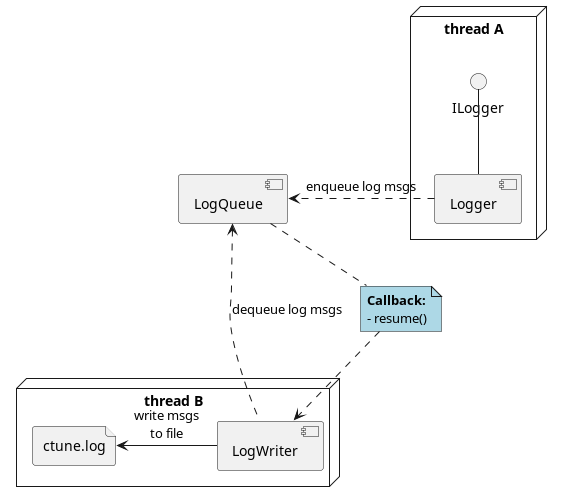 thread A
ILogger
enqueue log msgs
LogQueue
Logger
Callback:
- resume()
dequeue log msgs
thread B
write msgs
to file
ctune.log
LogWriter